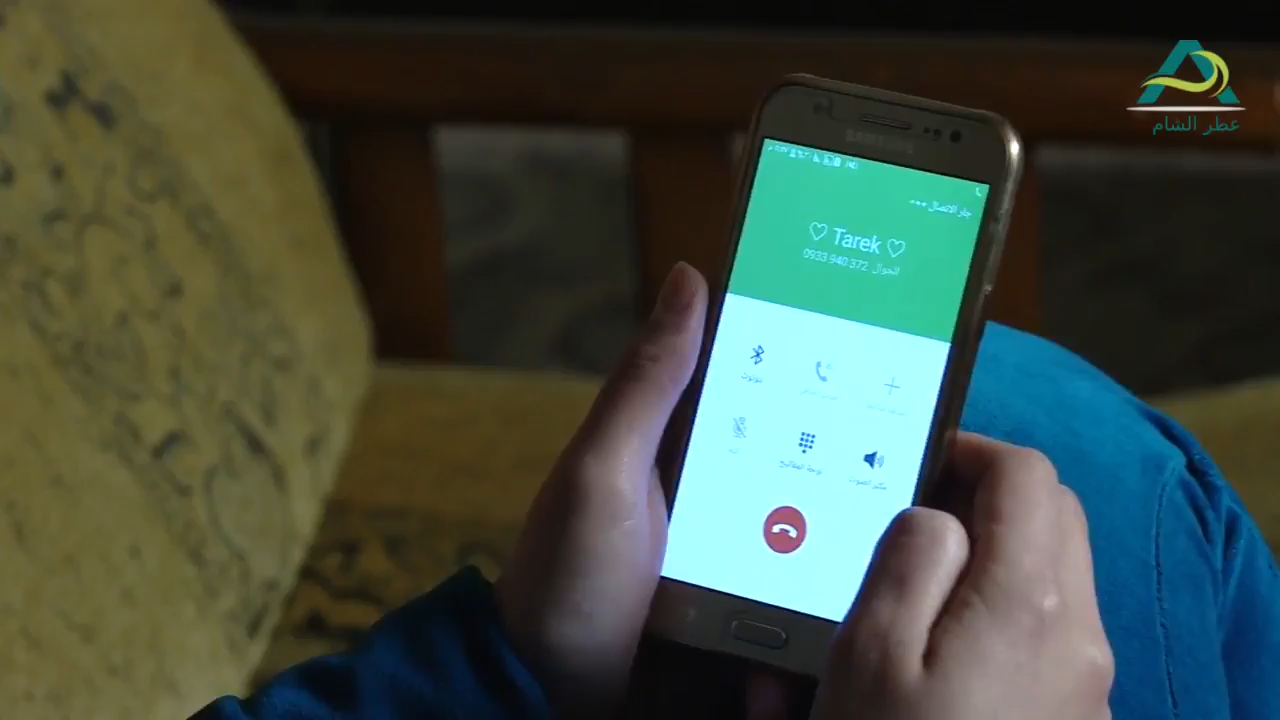 عطر الشام
SAMSUNG
جار الاتصال
♡ Tarek ♡
الجوال 0933 940 372
بلوتوث
لوحة المفاتيح
مكبر الصوت